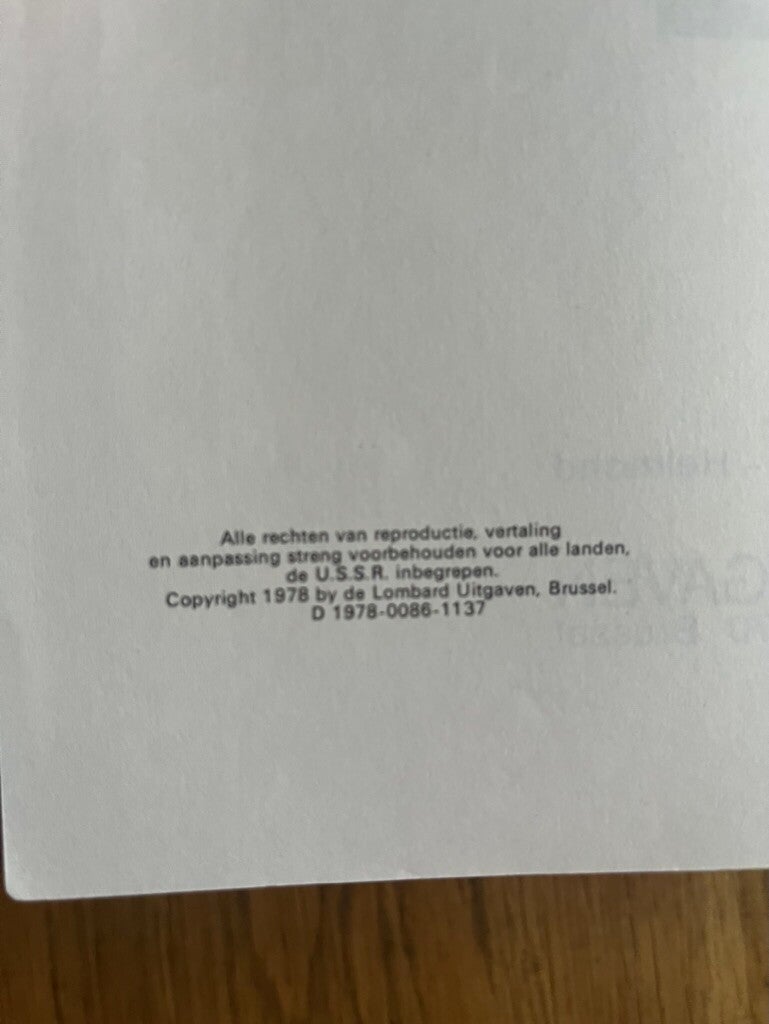 Alle rechten van reproductie, vertaling
en aanpassing streng voorbehouden voor alle landen,
de U.S.S.R. inbegrepen.
Copyright 1978 by de Lombard Uitgaven, Brussel.
D 1978-0086-1137